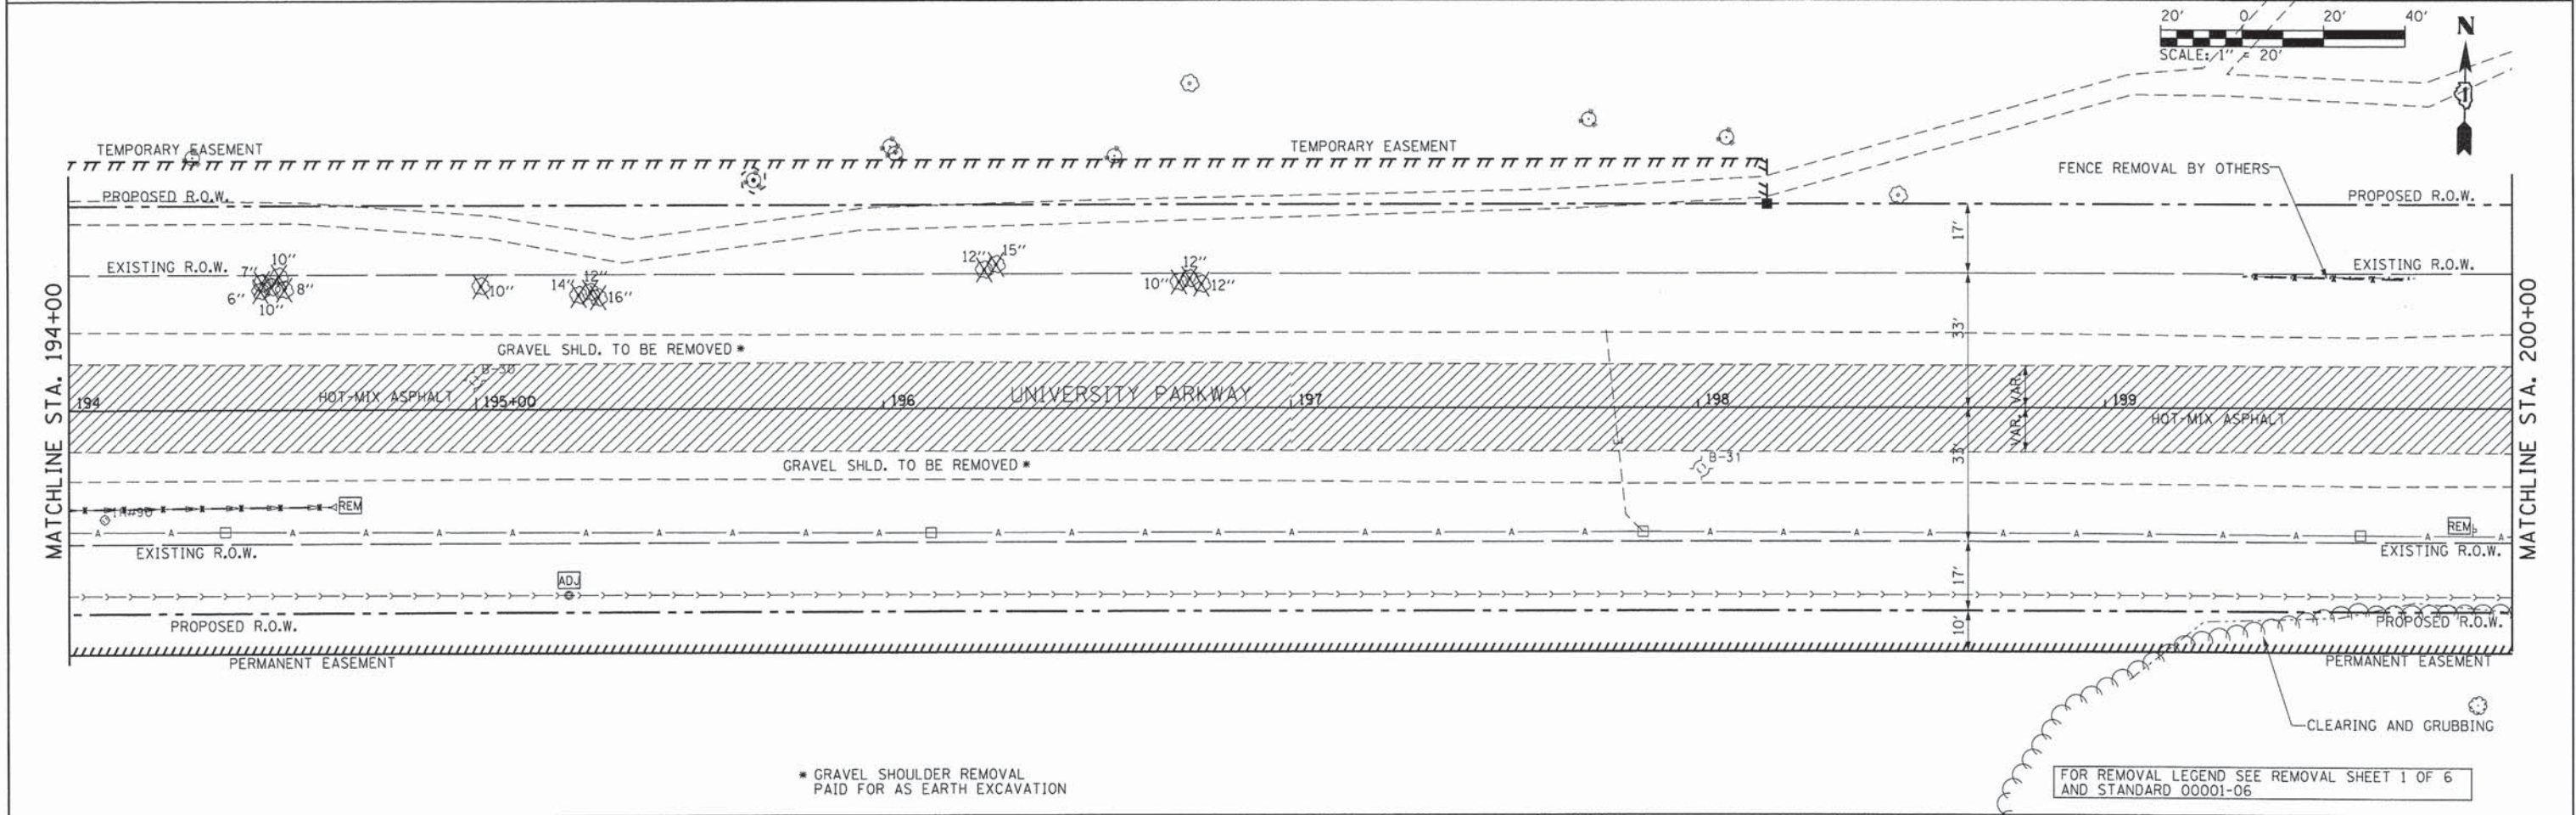 20' 0' 20' 40'
N
SCALE: 1" = 20'
TEMPORARY EASEMENT
TEMPORARY EASEMENT
FENCE REMOVAL BY OTHERS
PROPOSED R.O.W.
PROPOSED R.O.W.
17'
EXISTING R.O.W.
EXISTING R.O.W.
7" 10"
6" 8"
10"
10"
14" 12" 16"
12" 15"
10" 12" 12"
MATCHLINE STA. 194+00
MATCHLINE STA. 200+00
33'
GRAVEL SHLD. TO BE REMOVED *
B-30
194 HOT-MIX ASPHALT 195+00 196 UNIVERSITY PARKWAY 197 198 VAR. 199
VAR. HOT-MIX ASPHALT
33'
GRAVEL SHLD. TO BE REMOVED *
B-31
REM
A A A A A A A A A A A A A A A A A A A A A A A A A A A A A
REM
EXISTING R.O.W.
EXISTING R.O.W.
ADJ
17'
PROPOSED R.O.W.
PROPOSED R.O.W.
10'
PERMANENT EASEMENT
PERMANENT EASEMENT
CLEARING AND GRUBBING
* GRAVEL SHOULDER REMOVAL
PAID FOR AS EARTH EXCAVATION
FOR REMOVAL LEGEND SEE REMOVAL SHEET 1 OF 6
AND STANDARD 00001-06